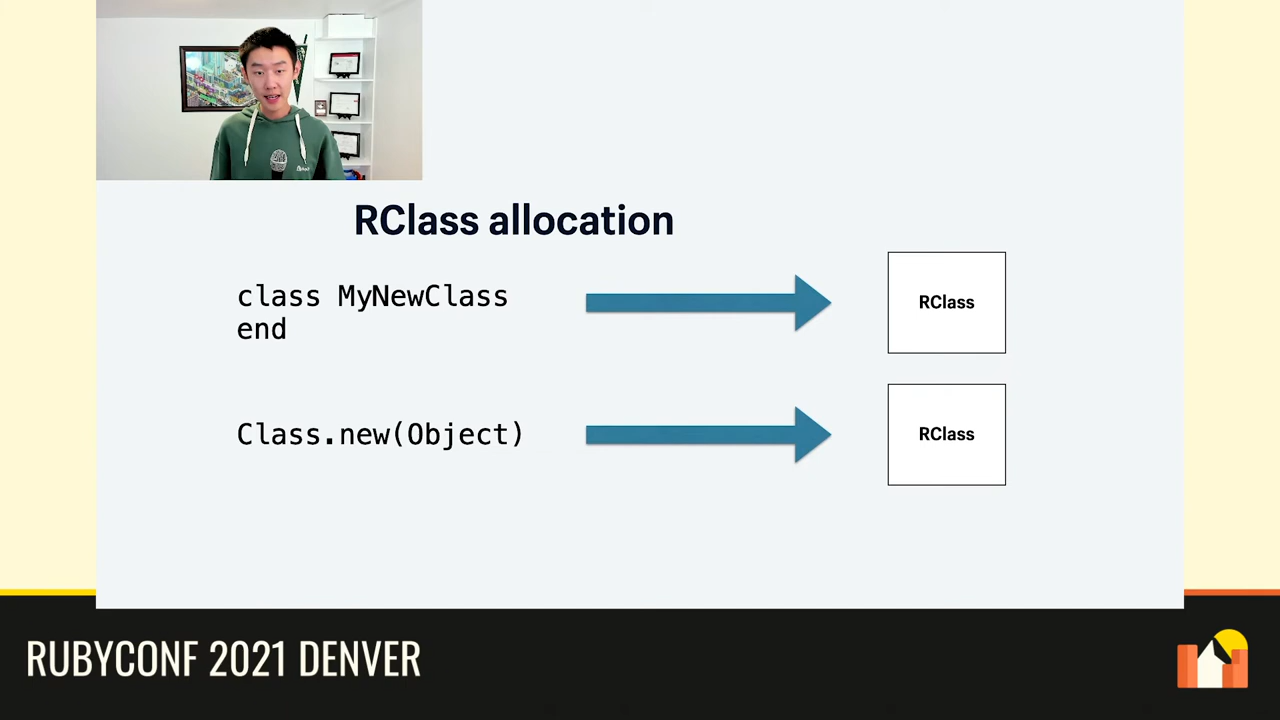 RClass allocation
class MyNewClass
end
RClass
Class.new(Object)
RClass
RUBYCONF 2021 DENVER